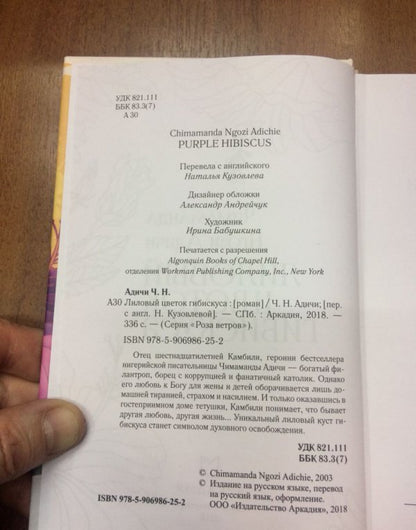 УДК 821.111
ББК 83.3(7)
А 30
Chimamanda Ngozi Adichie
PURPLE HIBISCUS
Перевела с английского
Наталья Кузовлева
Дизайнер обложки
Александр Андрейчук
Художник
Ирина Бабушкина
Печатается с разрешения
Algonquin Books of Chapel Hill,
отделения Workman Publishing Company, Inc., New York
Адичи Ч. Н.
А30 Лиловый цветок гибискуса : [роман] / Ч. Н. Адичи; [пер.
с англ. Н. Кузовлевой]. — СПб. : Аркадия, 2018. —
336 с. — (Серия «Роза ветров»).
ISBN 978-5-906986-25-2
Отец шестнадцатилетней Камбили, героини бестселлера
нигерийской писательницы Чимаманды Адичи — богатый фи-
лантроп, борец с коррупцией и фанатичный католик. Однако
его любовь к Богу для жены и детей оборачивается лишь до-
машней тиранией, страхом и насилием. И только оказавшись в
гостеприимном доме тетушки, Камбили понимает, что бывает
другая любовь, другая жизнь... Уникальный лиловый куст ги-
бискуса станет символом духовного освобождения.
УДК 821.111
ББК 83.3(7)
© Chimamanda Ngozi Adichie, 2003
© Издание на русском языке, перевод
на русский язык, оформление.
ООО «Издательство Аркадия», 2018
ISBN 978-5-906986-25-2